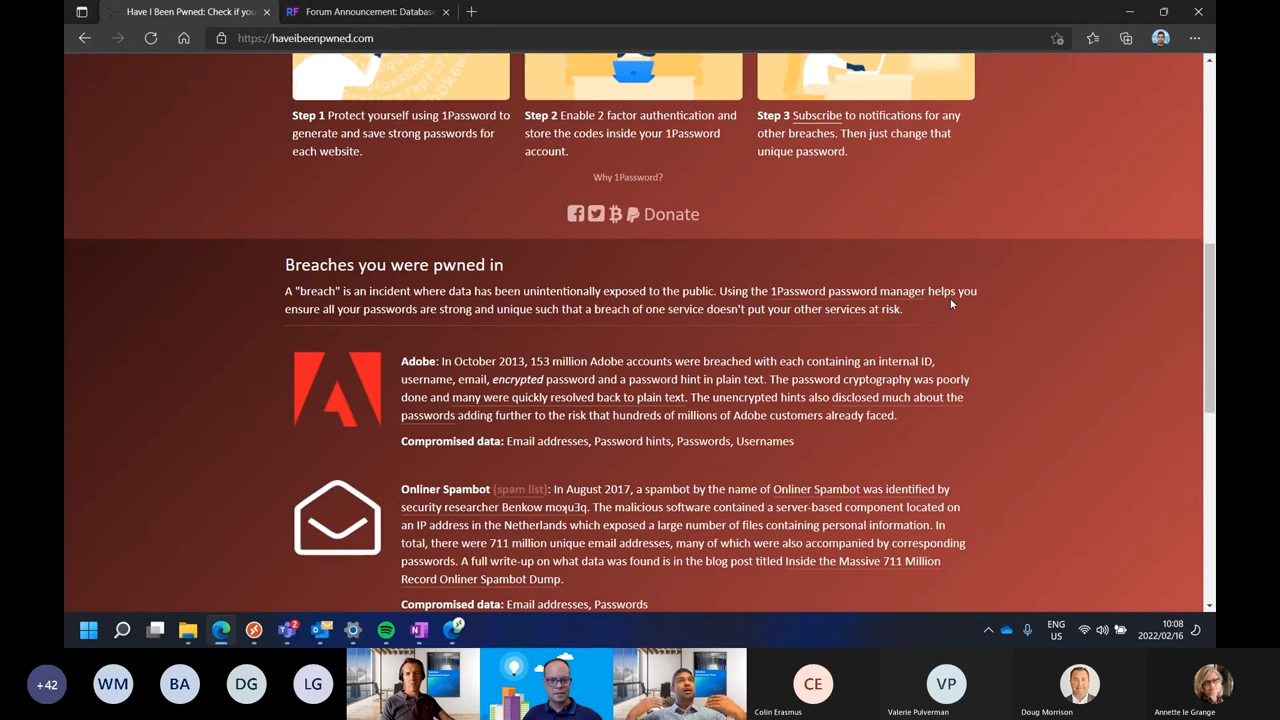 Have I Been Pwned: Check if you
Forum Announcement: Databas
https://haveibeenpwned.com
Step 1 Protect yourself using 1Password to
generate and save strong passwords for
each website.
Step 2 Enable 2 factor authentication and
store the codes inside your 1Password
account.
Step 3 Subscribe to notifications for any
other breaches. Then just change that
unique password.
Why 1Password?
Donate
Breaches you were pwned in
A "breach" is an incident where data has been unintentionally exposed to the public. Using the 1Password password manager helps you
ensure all your passwords are strong and unique such that a breach of one service doesn't put your other services at risk.
Adobe: In October 2013, 153 million Adobe accounts were breached with each containing an internal ID,
username, email, encrypted password and a password hint in plain text. The password cryptography was poorly
done and many were quickly resolved back to plain text. The unencrypted hints also disclosed much about the
passwords adding further to the risk that hundreds of millions of Adobe customers already faced.
Compromised data: Email addresses, Password hints, Passwords, Usernames
Onliner Spambot (spam list): In August 2017, a spambot by the name of Onliner Spambot was identified by
security researcher Benkow moʞuƎq. The malicious software contained a server-based component located on
an IP address in the Netherlands which exposed a large number of files containing personal information. In
total, there were 711 million unique email addresses, many of which were also accompanied by corresponding
passwords. A full write-up on what data was found is in the blog post titled Inside the Massive 711 Million
Record Onliner Spambot Dump.
Compromised data: Email addresses, Passwords
ENG
US
10:08
2022/02/16
+42
WM
BA
DG
LG
CE
Colin Erasmus
VP
Valerie Pulverman
Doug Morrison
Annette le Grange